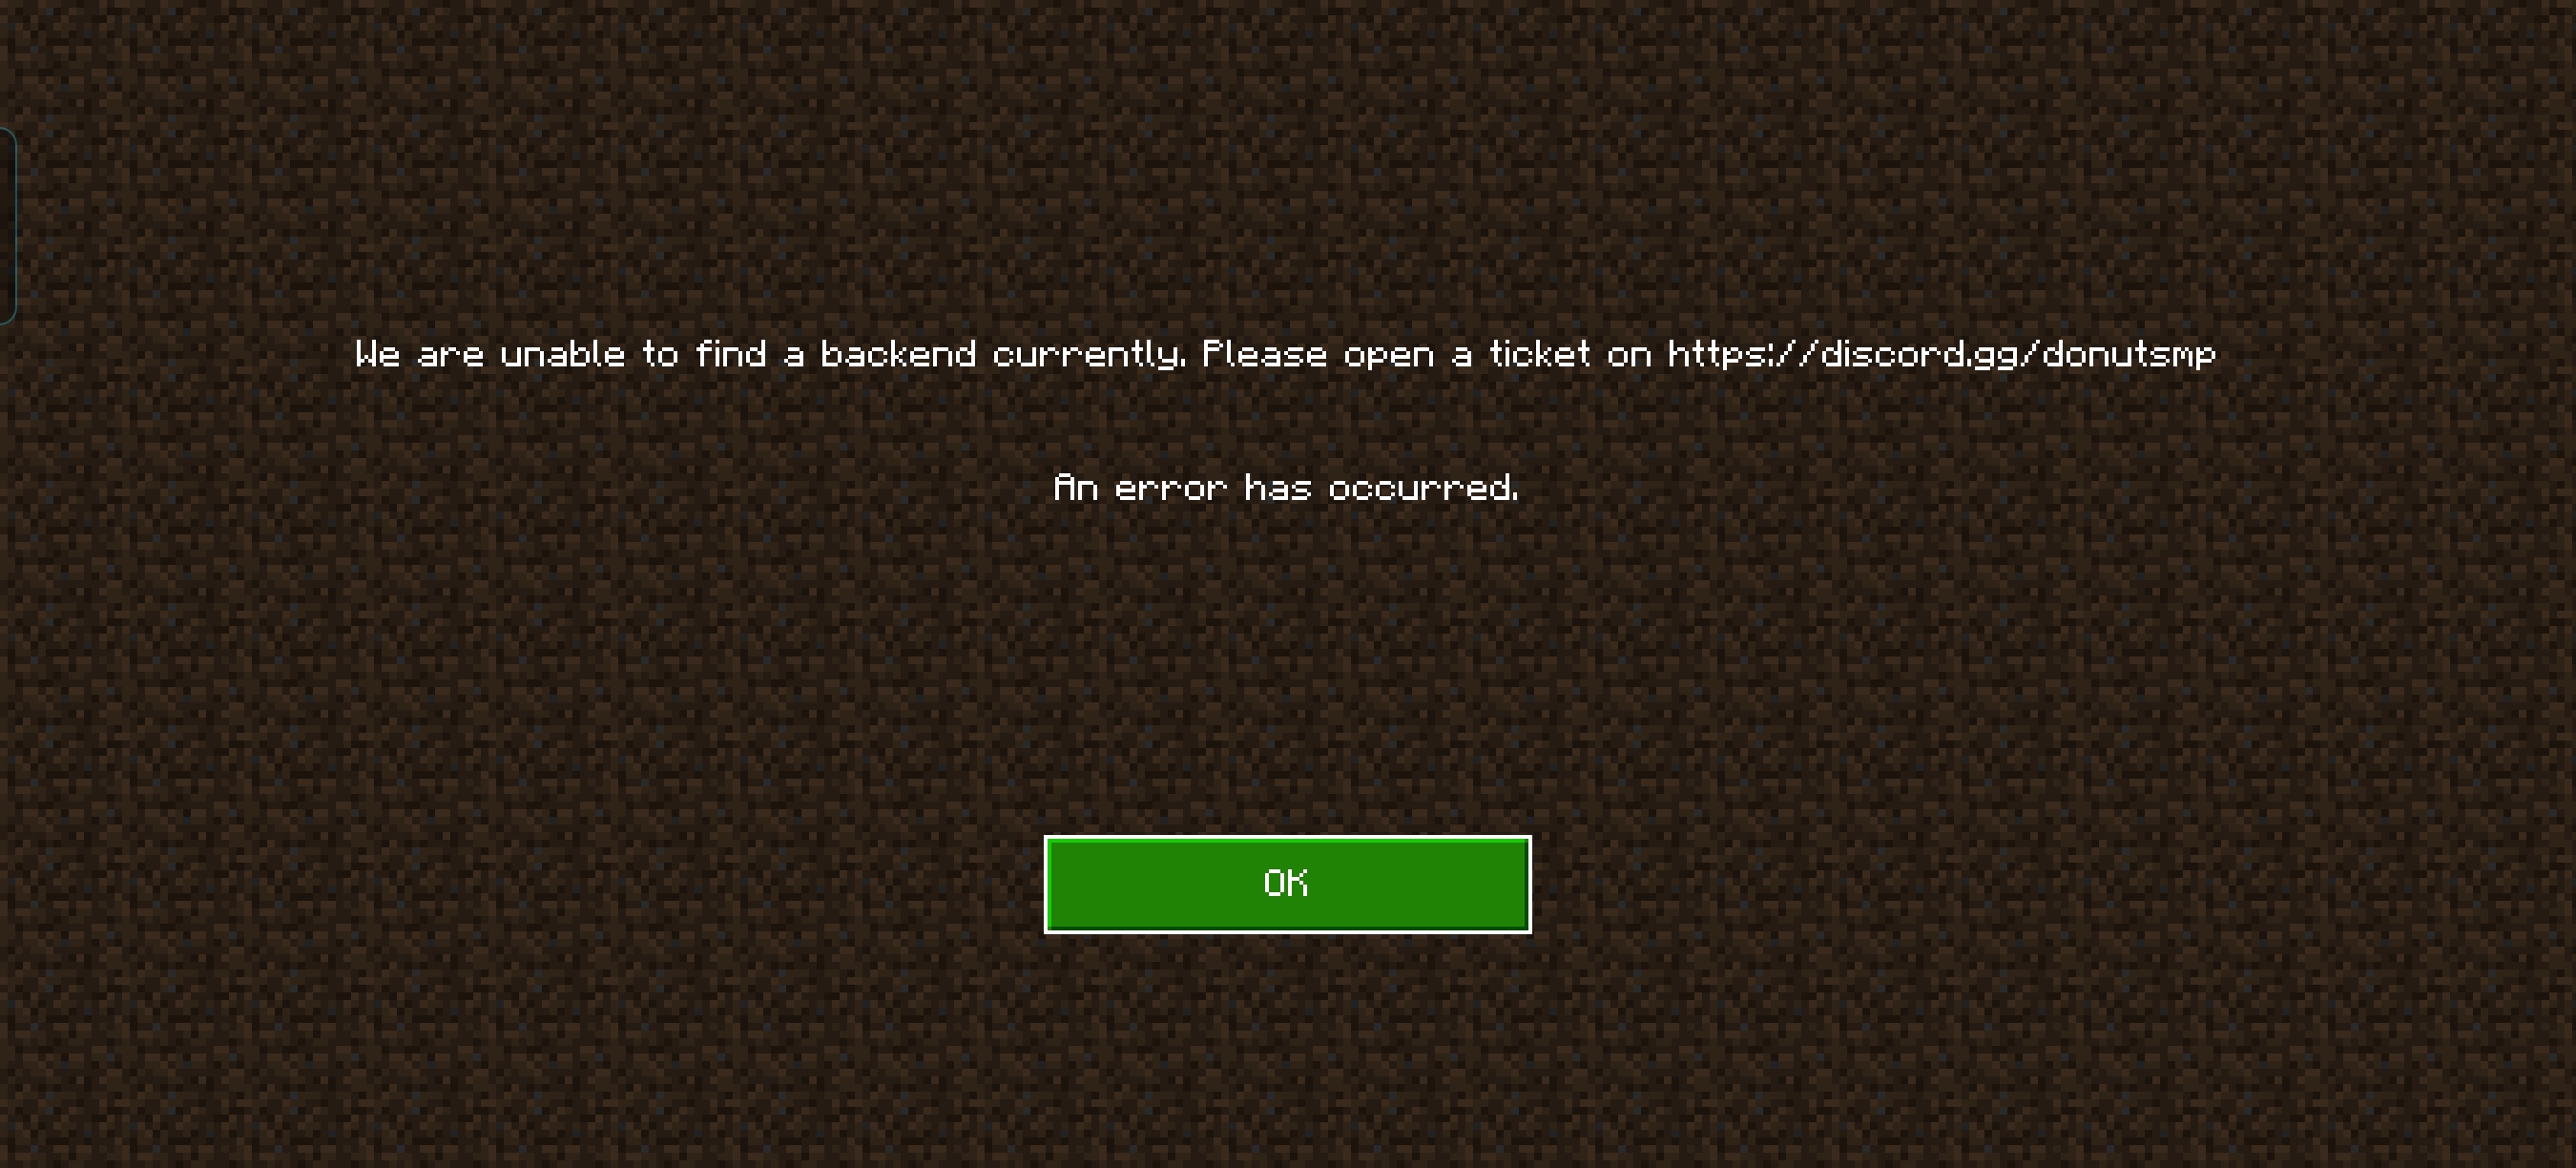 We are unable to find a backend currently. Please open a ticket on https://discord.gg/donutsmp
An error has occurred.
OK